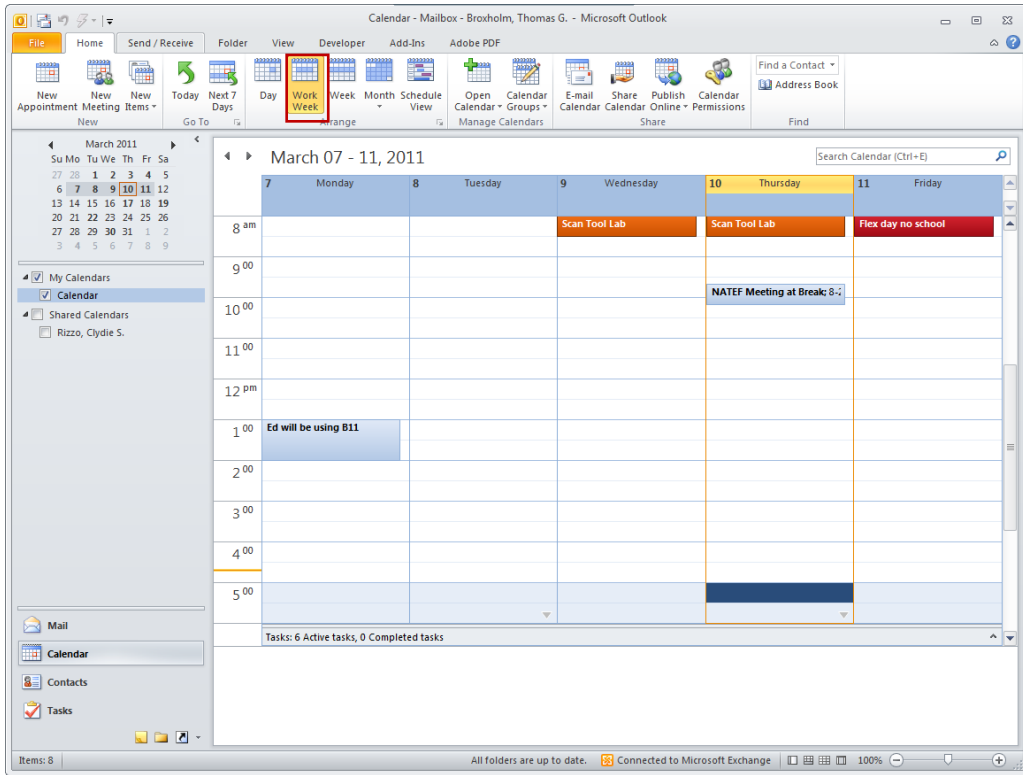 Calendar - Mailbox - Broxholm, Thomas G. - Microsoft Outlook
File Home Send / Receive Folder View Developer Add-Ins Adobe PDF
New Appointment
New Meeting
New Items
Today
Next 7 Days
Day
Work Week
Week
Month
Schedule View
Open Calendar
Calendar Groups
E-mail Calendar
Share Calendar
Publish Online
Calendar Permissions
Find a Contact
Address Book
New Go To Arrange Manage Calendars Share Find
March 2011
Su Mo Tu We Th Fr Sa
27 28 1 2 3 4 5
6 7 8 9 10 11 12
13 14 15 16 17 18 19
20 21 22 23 24 25 26
27 28 29 30 31 1 2
3 4 5 6 7 8 9
My Calendars
Calendar
Shared Calendars
Rizzo, Clydie S.
Mail
Calendar
Contacts
Tasks
March 07 - 11, 2011
Search Calendar (Ctrl+E)
7 Monday 8 Tuesday 9 Wednesday 10 Thursday 11 Friday
8 am Scan Tool Lab Scan Tool Lab Flex day no school
9 00
NATEF Meeting at Break; 8-
10 00
11 00
12 pm
1 00 Ed will be using B11
2 00
3 00
4 00
5 00
Tasks: 6 Active tasks, 0 Completed tasks
Items: 8 All folders are up to date. Connected to Microsoft Exchange 100%